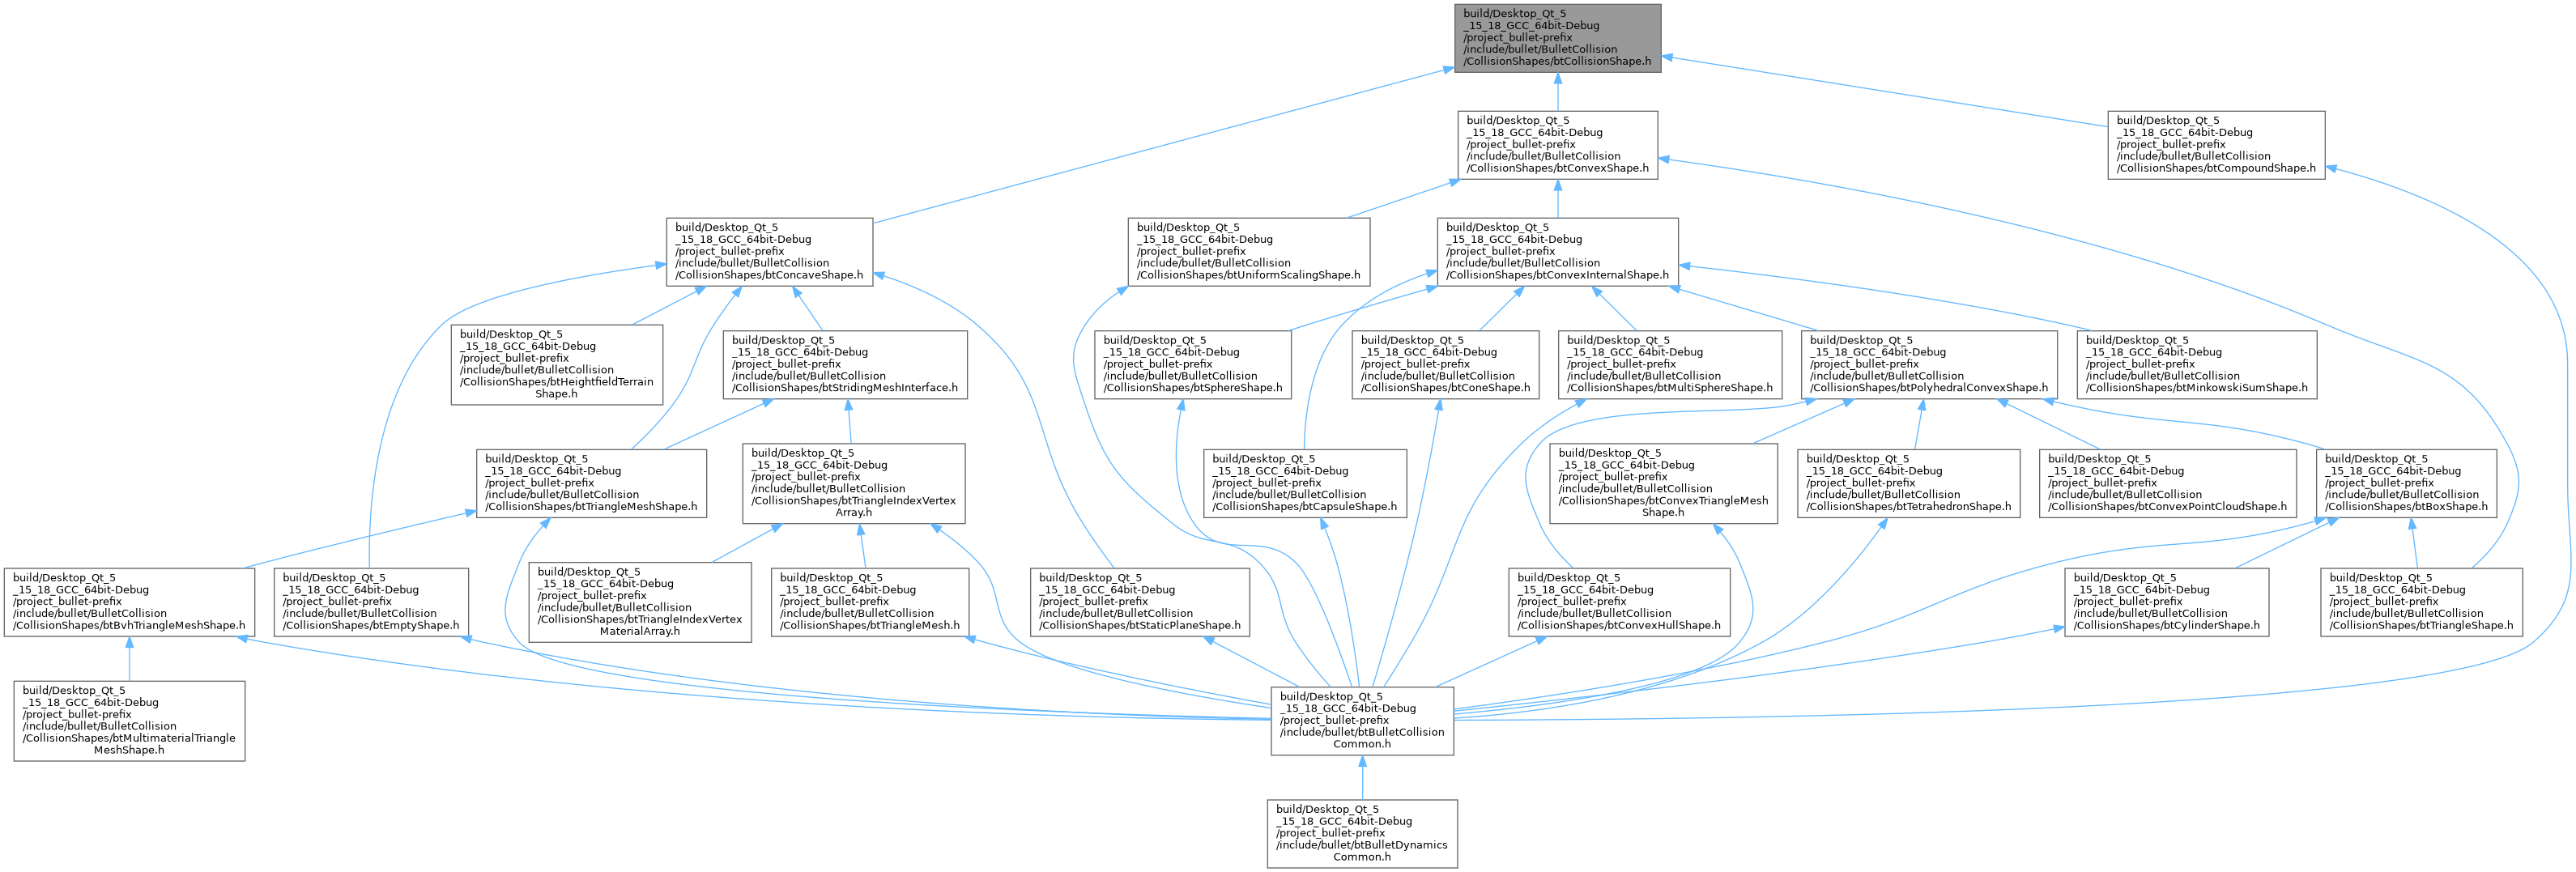 build/Desktop_Qt_5
_15_18_GCC_64bit-Debug
/project_bullet-prefix
/include/bullet/BulletCollision
/CollisionShapes/btCollisionShape.h
build/Desktop_Qt_5
_15_18_GCC_64bit-Debug
/project_bullet-prefix
/include/bullet/BulletCollision
/CollisionShapes/btConvexShape.h
build/Desktop_Qt_5
_15_18_GCC_64bit-Debug
/project_bullet-prefix
/include/bullet/BulletCollision
/CollisionShapes/btCompoundShape.h
build/Desktop_Qt_5
_15_18_GCC_64bit-Debug
/project_bullet-prefix
/include/bullet/BulletCollision
/CollisionShapes/btConcaveShape.h
build/Desktop_Qt_5
_15_18_GCC_64bit-Debug
/project_bullet-prefix
/include/bullet/BulletCollision
/CollisionShapes/btUniformScalingShape.h
build/Desktop_Qt_5
_15_18_GCC_64bit-Debug
/project_bullet-prefix
/include/bullet/BulletCollision
/CollisionShapes/btConvexInternalShape.h
build/Desktop_Qt_5
_15_18_GCC_64bit-Debug
/project_bullet-prefix
/include/bullet/BulletCollision
/CollisionShapes/btHeightfieldTerrain
Shape.h
build/Desktop_Qt_5
_15_18_GCC_64bit-Debug
/project_bullet-prefix
/include/bullet/BulletCollision
/CollisionShapes/btStridingMeshInterface.h
build/Desktop_Qt_5
_15_18_GCC_64bit-Debug
/project_bullet-prefix
/include/bullet/BulletCollision
/CollisionShapes/btSphereShape.h
build/Desktop_Qt_5
_15_18_GCC_64bit-Debug
/project_bullet-prefix
/include/bullet/BulletCollision
/CollisionShapes/btConeShape.h
build/Desktop_Qt_5
_15_18_GCC_64bit-Debug
/project_bullet-prefix
/include/bullet/BulletCollision
/CollisionShapes/btMultiSphereShape.h
build/Desktop_Qt_5
_15_18_GCC_64bit-Debug
/project_bullet-prefix
/include/bullet/BulletCollision
/CollisionShapes/btPolyhedralConvexShape.h
build/Desktop_Qt_5
_15_18_GCC_64bit-Debug
/project_bullet-prefix
/include/bullet/BulletCollision
/CollisionShapes/btMinkowskiSumShape.h
build/Desktop_Qt_5
_15_18_GCC_64bit-Debug
/project_bullet-prefix
/include/bullet/BulletCollision
/CollisionShapes/btTriangleMeshShape.h
build/Desktop_Qt_5
_15_18_GCC_64bit-Debug
/project_bullet-prefix
/include/bullet/BulletCollision
/CollisionShapes/btTriangleIndexVertex
Array.h
build/Desktop_Qt_5
_15_18_GCC_64bit-Debug
/project_bullet-prefix
/include/bullet/BulletCollision
/CollisionShapes/btCapsuleShape.h
build/Desktop_Qt_5
_15_18_GCC_64bit-Debug
/project_bullet-prefix
/include/bullet/BulletCollision
/CollisionShapes/btConvexTriangleMesh
Shape.h
build/Desktop_Qt_5
_15_18_GCC_64bit-Debug
/project_bullet-prefix
/include/bullet/BulletCollision
/CollisionShapes/btTetrahedronShape.h
build/Desktop_Qt_5
_15_18_GCC_64bit-Debug
/project_bullet-prefix
/include/bullet/BulletCollision
/CollisionShapes/btConvexPointCloudShape.h
build/Desktop_Qt_5
_15_18_GCC_64bit-Debug
/project_bullet-prefix
/include/bullet/BulletCollision
/CollisionShapes/btBoxShape.h
build/Desktop_Qt_5
_15_18_GCC_64bit-Debug
/project_bullet-prefix
/include/bullet/BulletCollision
/CollisionShapes/btBvhTriangleMeshShape.h
build/Desktop_Qt_5
_15_18_GCC_64bit-Debug
/project_bullet-prefix
/include/bullet/BulletCollision
/CollisionShapes/btEmptyShape.h
build/Desktop_Qt_5
_15_18_GCC_64bit-Debug
/project_bullet-prefix
/include/bullet/BulletCollision
/CollisionShapes/btTriangleIndexVertex
MaterialArray.h
build/Desktop_Qt_5
_15_18_GCC_64bit-Debug
/project_bullet-prefix
/include/bullet/BulletCollision
/CollisionShapes/btTriangleMesh.h
build/Desktop_Qt_5
_15_18_GCC_64bit-Debug
/project_bullet-prefix
/include/bullet/BulletCollision
/CollisionShapes/btStaticPlaneShape.h
build/Desktop_Qt_5
_15_18_GCC_64bit-Debug
/project_bullet-prefix
/include/bullet/BulletCollision
/CollisionShapes/btConvexHullShape.h
build/Desktop_Qt_5
_15_18_GCC_64bit-Debug
/project_bullet-prefix
/include/bullet/BulletCollision
/CollisionShapes/btCylinderShape.h
build/Desktop_Qt_5
_15_18_GCC_64bit-Debug
/project_bullet-prefix
/include/bullet/BulletCollision
/CollisionShapes/btTriangleShape.h
build/Desktop_Qt_5
_15_18_GCC_64bit-Debug
/project_bullet-prefix
/include/bullet/BulletCollision
/CollisionShapes/btMultimaterialTriangle
MeshShape.h
build/Desktop_Qt_5
_15_18_GCC_64bit-Debug
/project_bullet-prefix
/include/bullet/btBulletCollision
Common.h
build/Desktop_Qt_5
_15_18_GCC_64bit-Debug
/project_bullet-prefix
/include/bullet/btBulletDynamics
Common.h